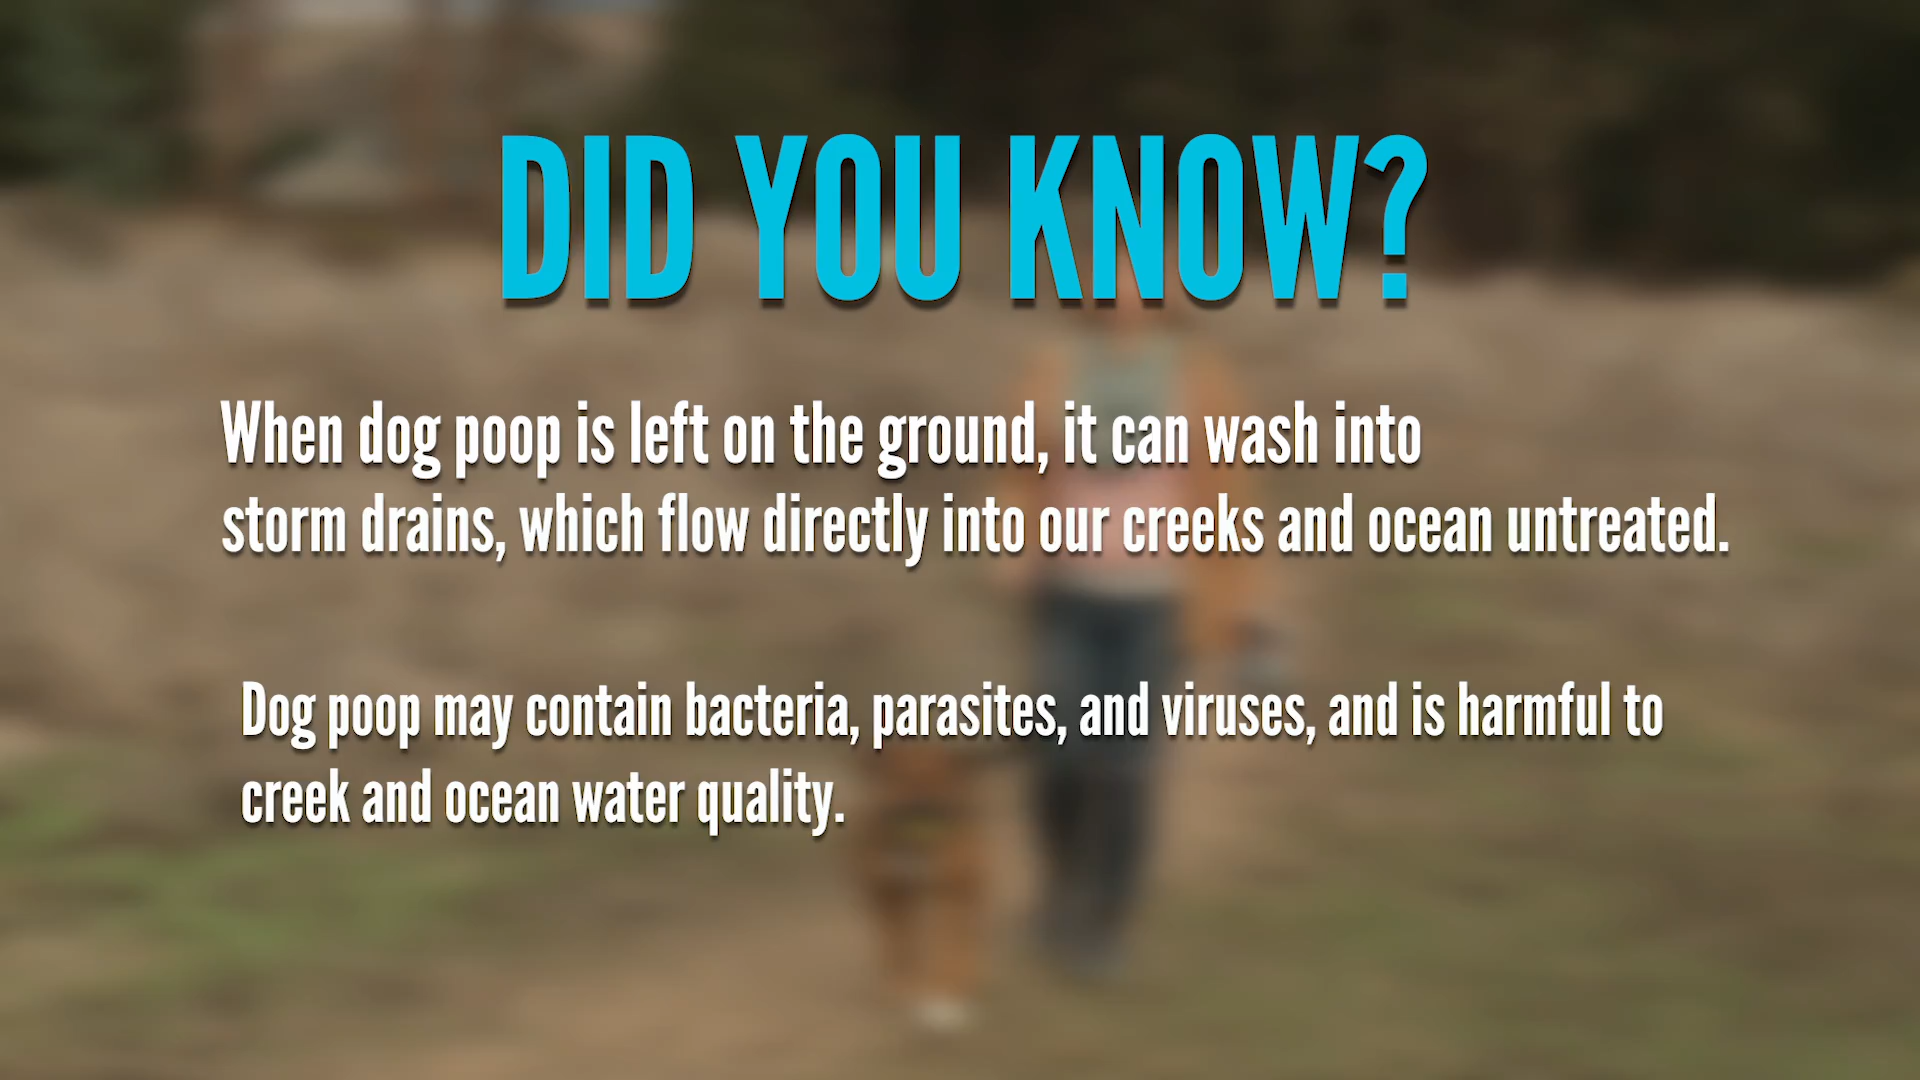 DID YOU KNOW?
When dog poop is left on the ground, it can wash into
storm drains, which flow directly into our creeks and ocean untreated.
Dog poop may contain bacteria, parasites, and viruses, and is harmful to
creek and ocean water quality.